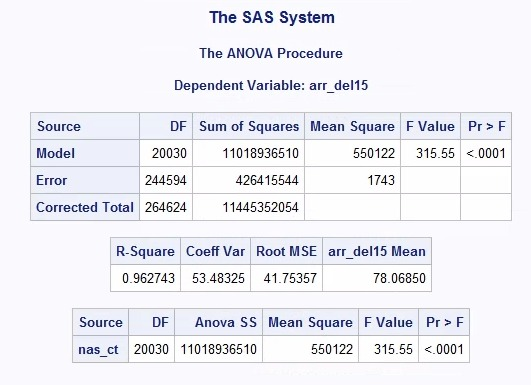 The SAS System
The ANOVA Procedure
Dependent Variable: arr_del15
Source DF Sum of Squares Mean Square F Value Pr > F
Model 20030 11018936510 550122 315.55 <.0001
Error 244594 426415544 1743
Corrected Total 264624 11445352054
R-Square Coeff Var Root MSE arr_del15 Mean
0.962743 53.48325 41.75357 78.06850
Source DF Anova SS Mean Square F Value Pr > F
nas_ct 20030 11018936510 550122 315.55 <.0001